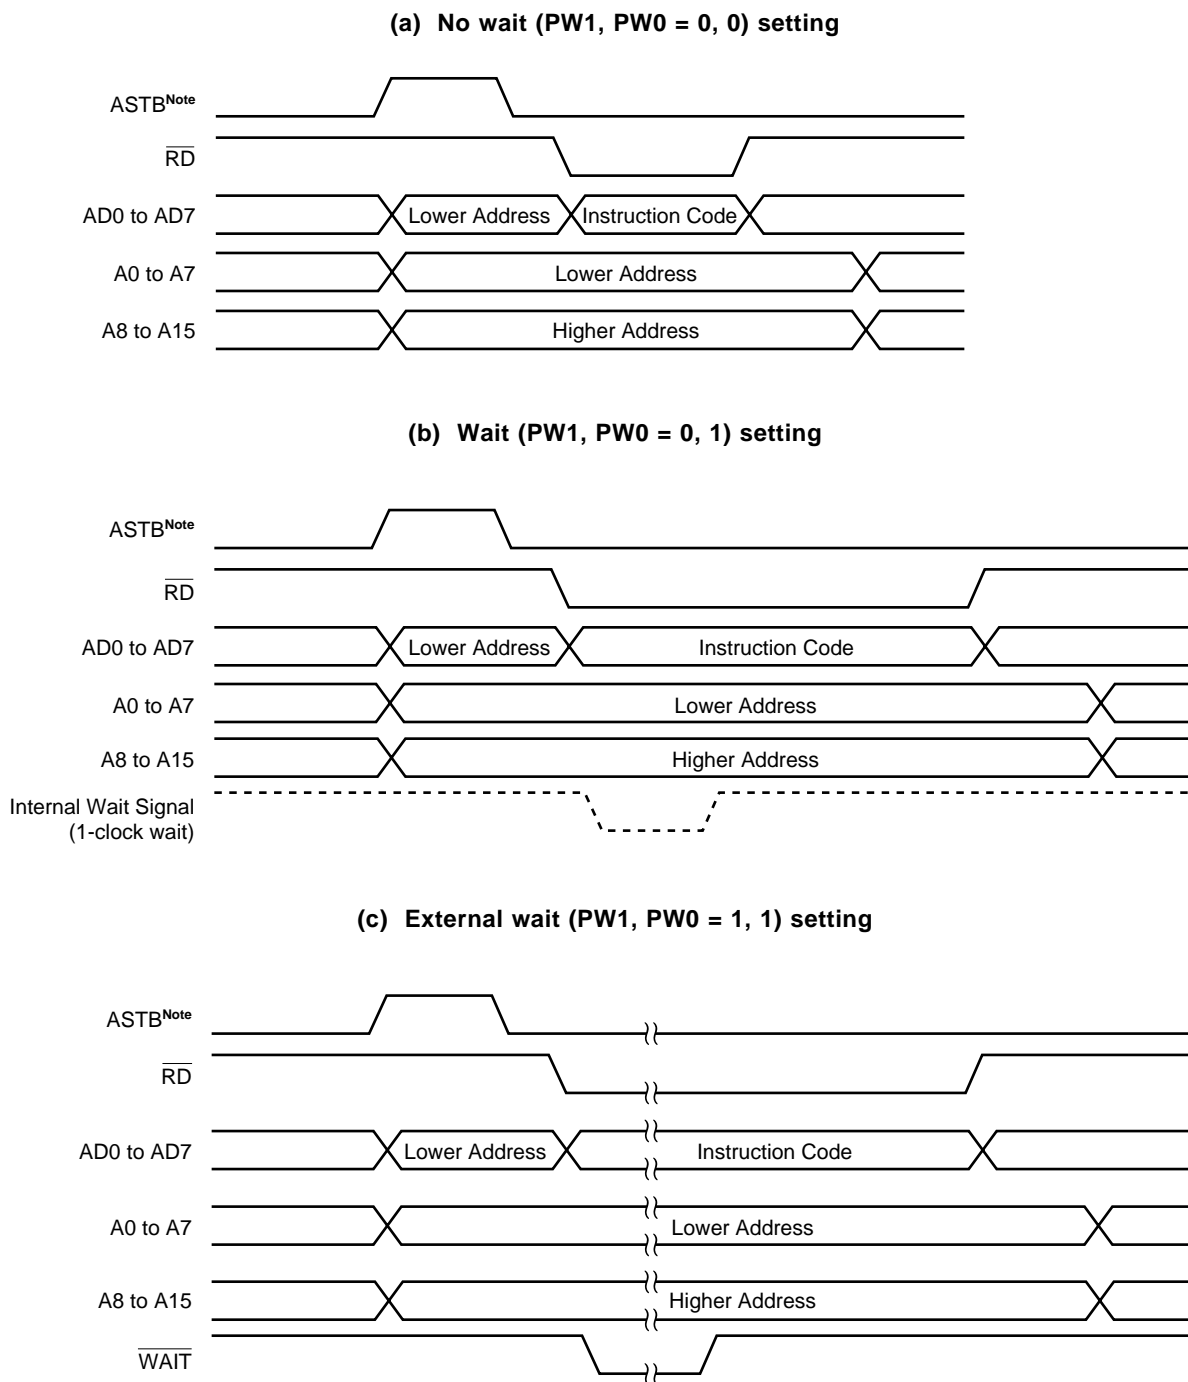 (a) No wait (PW1, PW0 = 0, 0) setting
ASTBNote
RD
AD0 to AD7
Lower Address
Instruction Code
A0 to A7
Lower Address
A8 to A15
Higher Address
(b) Wait (PW1, PW0 = 0, 1) setting
ASTBNote
RD
AD0 to AD7
Lower Address
Instruction Code
A0 to A7
Lower Address
A8 to A15
Higher Address
Internal Wait Signal
(1-clock wait)
(c) External wait (PW1, PW0 = 1, 1) setting
ASTBNote
RD
AD0 to AD7
Lower Address
Instruction Code
A0 to A7
Lower Address
A8 to A15
Higher Address
WAIT